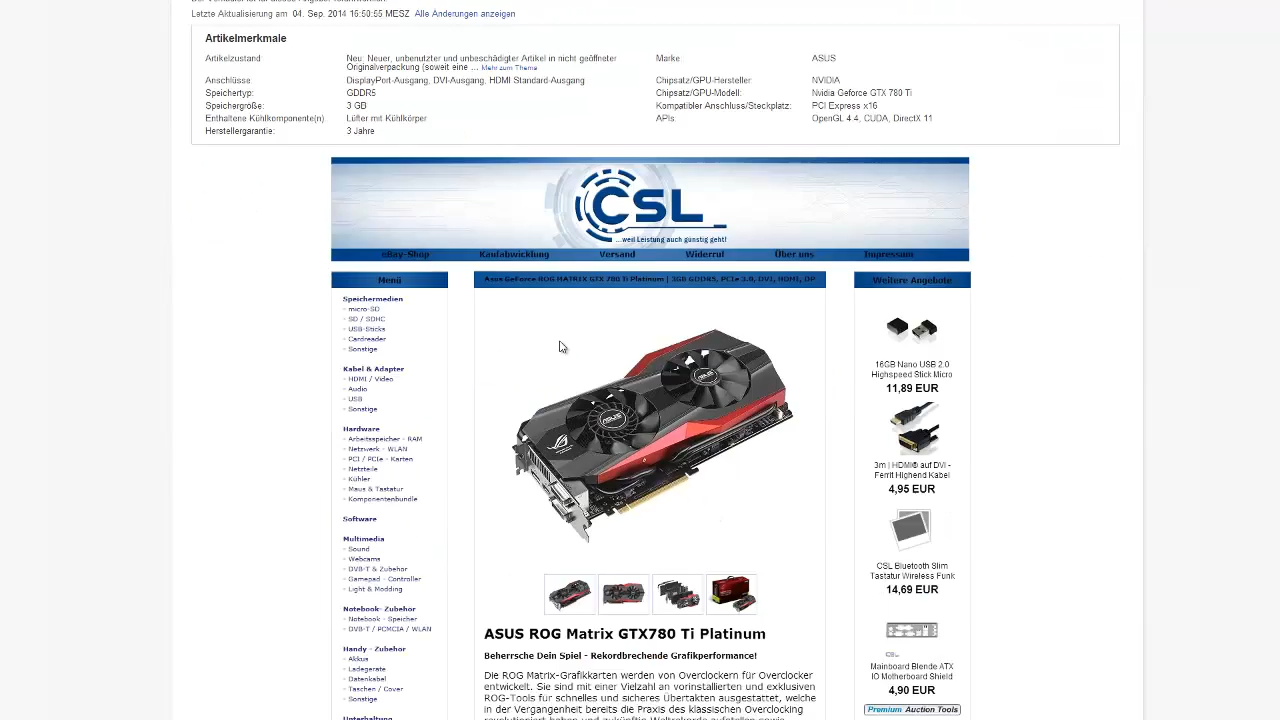 Letzte Aktualisierung am 04. Sep. 2014 16:50:55 MESZ Alle Änderungen anzeigen
Artikelmerkmale
Artikelzustand Neu: Neuer, unbenutzter und unbeschädigter Artikel in nicht geöffneter
Originalverpackung (soweit eine ... Mehr zum Thema
Anschlüsse: DisplayPort-Ausgang, DVI-Ausgang, HDMI Standard-Ausgang
Speichertyp: GDDR5
Speichergröße: 3 GB
Enthaltene Kühlkomponente(n) Lüfter mit Kühlkörper
Herstellergarantie: 3 Jahre
Marke: ASUS
Chipsatz/GPU-Hersteller: NVIDIA
Chipsatz/GPU-Modell: Nvidia Geforce GTX 780 Ti
Kompatibler Anschluss/Steckplatz: PCI Express x16
APIs: OpenGL 4.4, CUDA, DirectX 11
CSL
...weil Leistung auch günstig geht!
eBay-Shop Kaufabwicklung Versand Widerruf Über uns Impressum
Menü
Speichermedien
- micro-SD
- SD / SDHC
- USB-Sticks
- Cardreader
- Sonstige
Kabel & Adapter
- HDMI / Video
- Audio
- USB
- Sonstige
Hardware
- Arbeitsspeicher - RAM
- Netzwerk - WLAN
- PCI / PCIe - Karten
- Netzteile
- Kühler
- Maus & Tastatur
- Komponentenbundle
Software
Multimedia
- Sound
- Webcams
- DVB-T & Zubehör
- Gamepad - Controller
- Light & Modding
Notebook- Zubehör
- Notebook - Speicher
- DVB-T / PCMCIA / WLAN
Handy - Zubehör
- Akkus
- Ladegeräte
- Datenkabel
- Taschen / Cover
- Sonstige
Unterhaltung
Asus GeForce ROG MATRIX GTX 780 Ti Platinum | 3GB GDDR5, PCIe 3.0, DVI, HDMI, DP
ASUS
ASUS
ASUS ROG Matrix GTX780 Ti Platinum
Beherrsche Dein Spiel - Rekordbrechende Grafikperformance!
Die ROG Matrix-Grafikkarten werden von Overclockern für Overclocker
entwickelt. Sie sind mit einer Vielzahl an vorinstallierten und exklusiven
ROG-Tools für schnelles und sicheres Übertakten ausgestattet, welche
in der Vergangenheit bereits die Praxis des klassischen Overclocking
Weitere Angebote
16GB Nano USB 2.0
Highspeed Stick Micro
11,89 EUR
3m | HDMI® auf DVI -
Ferrit Highend Kabel
4,95 EUR
CSL Bluetooth Slim
Tastatur Wireless Funk
14,69 EUR
CSL
Mainboard Blende ATX
IO Motherboard Shield
4,90 EUR
Premium Auction Tools